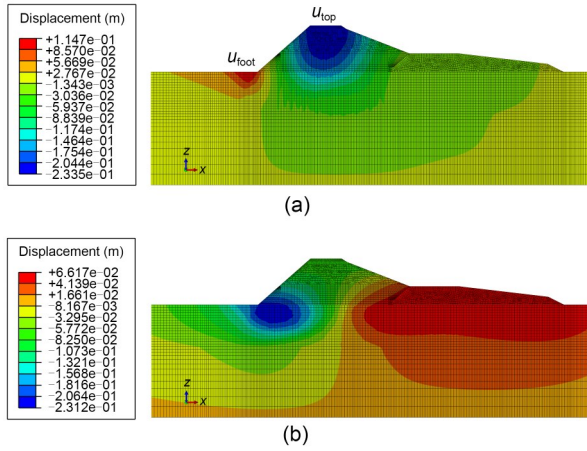 Displacement (m)
+1.147e−01
+8.570e−02
+5.669e−02
+2.767e−02
−1.343e−03
−3.036e−02
−5.937e−02
−8.839e−02
−1.174e−01
−1.464e−01
−1.754e−01
−2.044e−01
−2.335e−01
u_top
u_foot
z
x
(a)
Displacement (m)
+6.617e−02
+4.139e−02
+1.661e−02
−8.167e−03
−3.295e−02
−5.772e−02
−8.250e−02
−1.073e−01
−1.321e−01
−1.568e−01
−1.816e−01
−2.064e−01
−2.312e−01
z
x
(b)